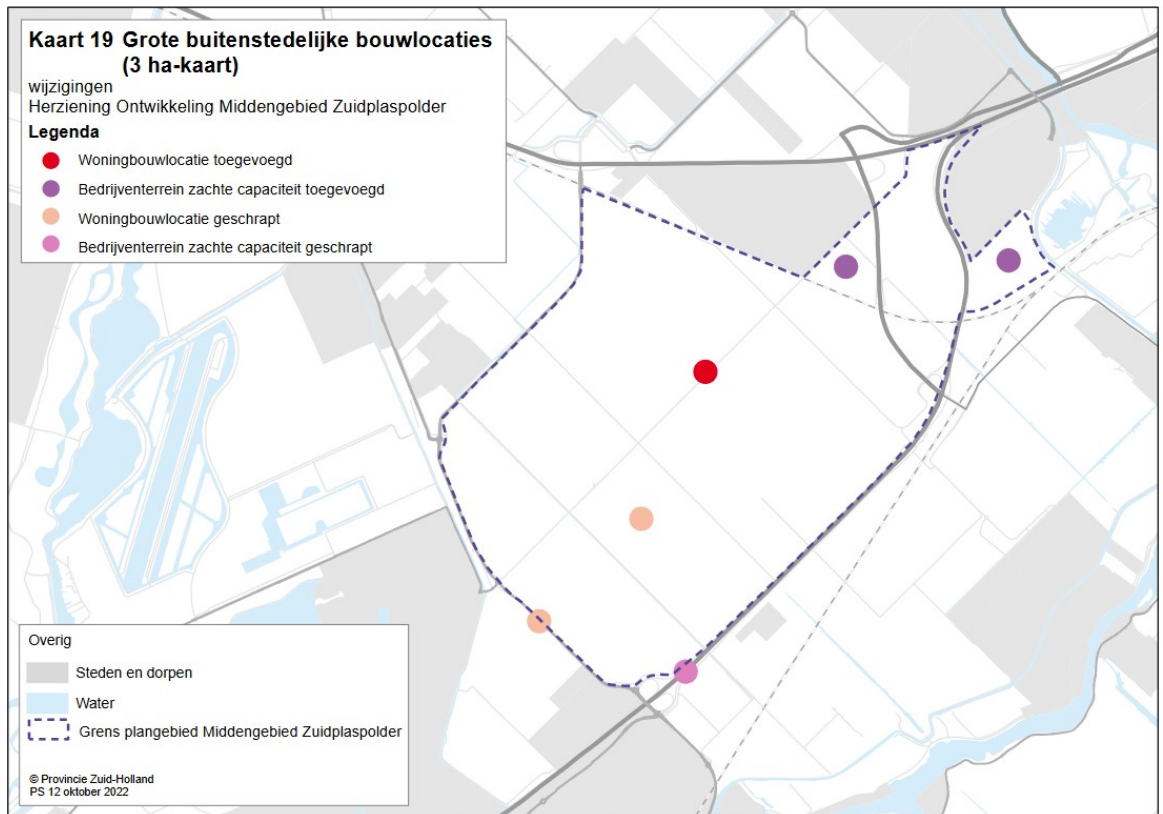 Kaart 19 Grote buitenstedelijke bouwlocaties
(3 ha-kaart)
wijzigingen
Herziening Ontwikkeling Middengebied Zuidplaspolder
Legenda
Woningbouwlocatie toegevoegd
Bedrijventerrein zachte capaciteit toegevoegd
Woningbouwlocatie geschrapt
Bedrijventerrein zachte capaciteit geschrapt
Overig
Steden en dorpen
Water
Grens plangebied Middengebied Zuidplaspolder
© Provincie Zuid-Holland
PS 12 oktober 2022